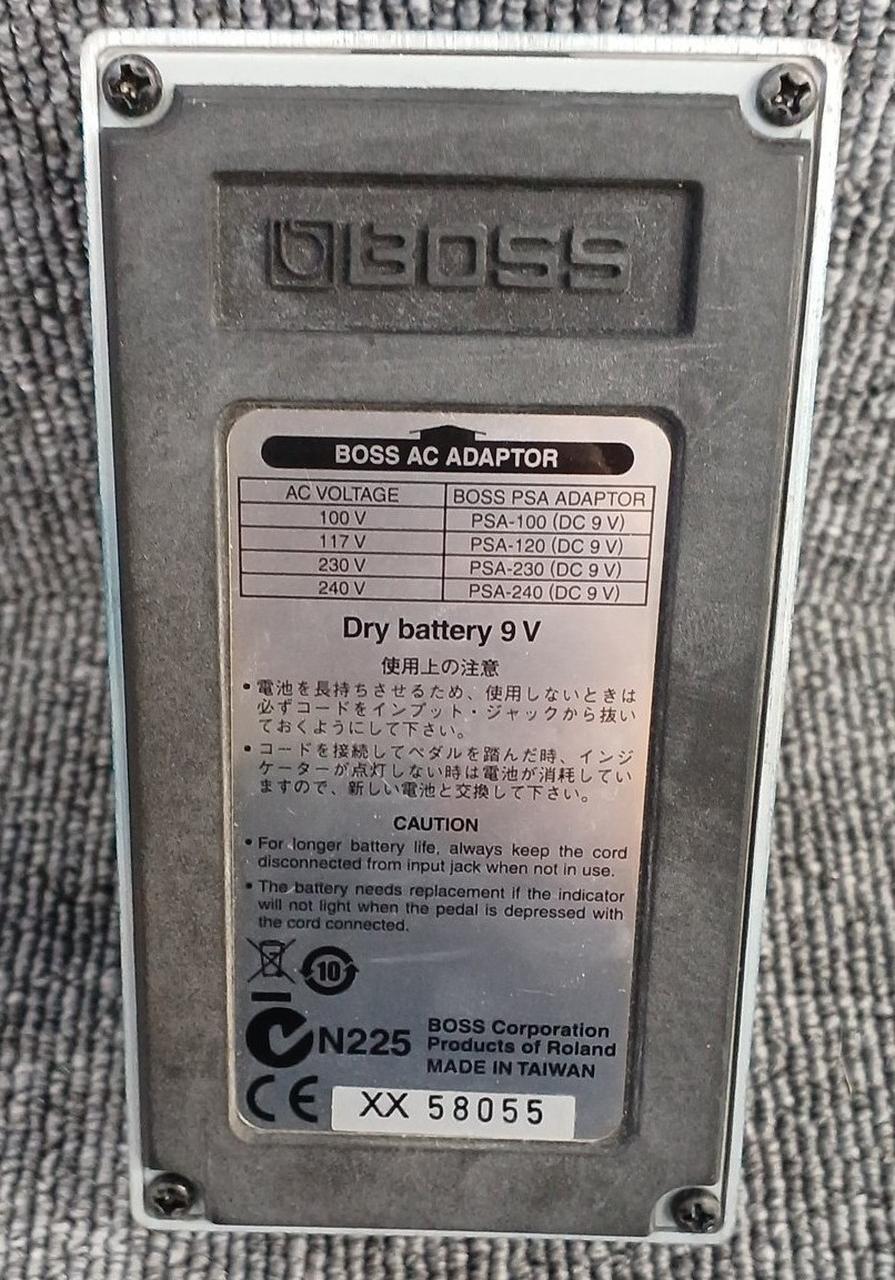 BOSS
BOSS AC ADAPTOR
AC VOLTAGE BOSS PSA ADAPTOR
100 V PSA-100 (DC 9 V)
117 V PSA-120 (DC 9 V)
230 V PSA-230 (DC 9 V)
240 V PSA-240 (DC 9 V)
Dry battery 9 V
使用上の注意
• 電池を長持ちさせるため、使用しないときは
必ずコードをインプット・ジャックから抜い
ておくようにして下さい。
• コードを接続してペダルを踏んだ時、インジ
ケーターが点灯しない時は電池が消耗してい
ますので、新しい電池と交換して下さい。
CAUTION
• For longer battery life, always keep the cord
disconnected from input jack when not in use.
• The battery needs replacement if the indicator
will not light when the pedal is depressed with
the cord connected.
10
N225
BOSS Corporation
Products of Roland
MADE IN TAIWAN
CE
XX 58055